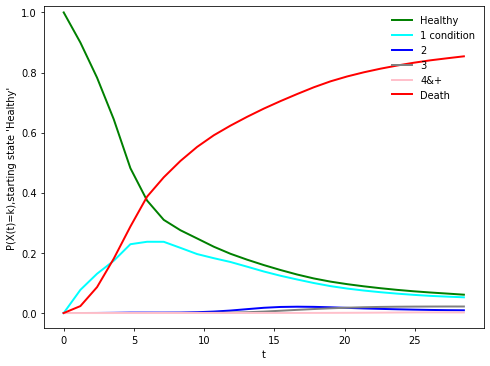 1.0
0.8
0.6
0.4
0.2
0.0
P(X(t)=k),starting state 'Healthy'
0 5 10 15 20 25
t
Healthy
1 condition
2
3
4&+
Death